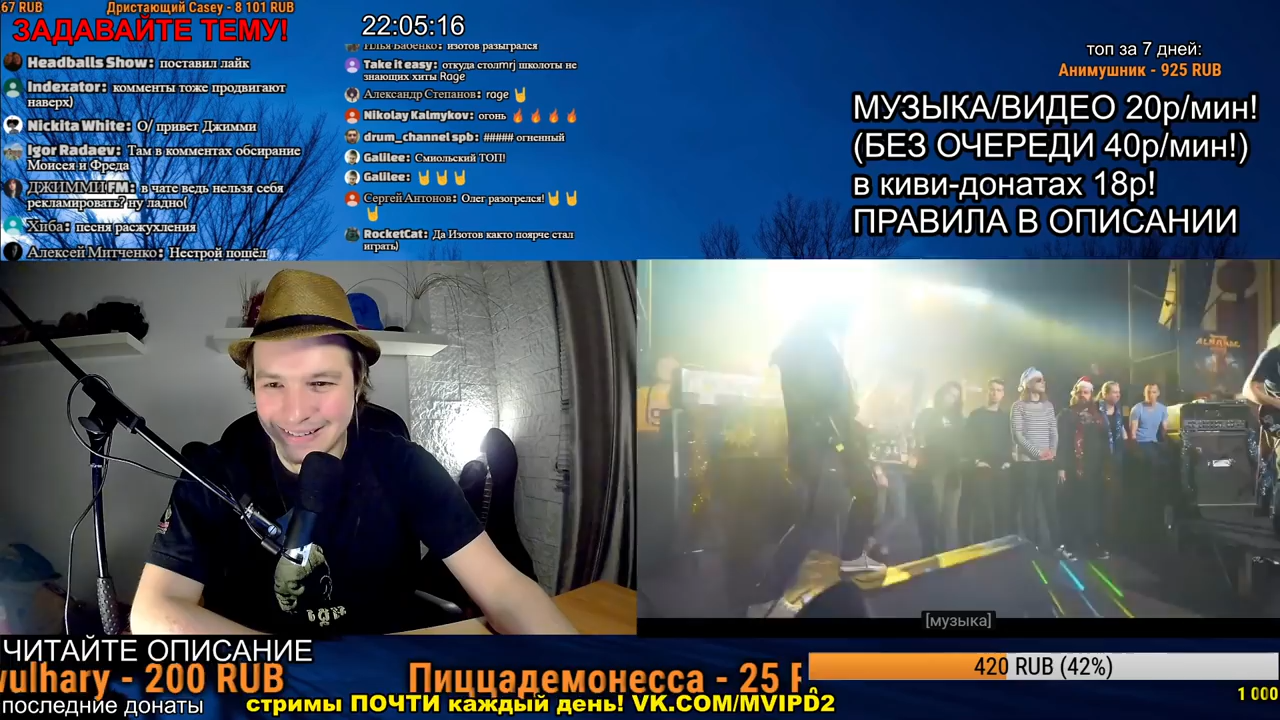 67 RUB
Дристающий Casey - 8 101 RUB
ЗАДАВАЙТЕ ТЕМУ!
Headballs Show: поставил лайк
Indexator: комменты тоже продвигают
наверх)
Nickita White: O/ привет Джимми
Igor Radaev: Там в комментах обсирание
Моисея и Фреда
ДЖИММИ FM: в чате ведь нельзя себя
рекламировать? ну ладно(
Хиба: песня расжухления
Алексей Митченко: Нестрой пошёл
22:05:16
Илья Бабенко: изотов разыгрался
Take it easy: откуда столmrj школоты не
знающих хиты Rage
Александр Степанов: rage 🤘
Nikolay Kalmykov: огонь 🔥 🔥 🔥 🔥
drum_channel spb: ##### огненный
Galilee: Смиольский ТОП!
Galilee: 🤘 🤘 🤘
Сергей Антонов: Олег разогрелся! 🤘 🤘
🤘
RocketCat: Да Изотов както поярче стал
играть)
топ за 7 дней:
Анимушник - 925 RUB
МУЗЫКА/ВИДЕО 20р/мин!
(БЕЗ ОЧЕРЕДИ 40р/мин!)
в киви-донатах 18р!
ПРАВИЛА В ОПИСАНИИ
[музыка]
ЧИТАЙТЕ ОПИСАНИЕ
wulhary - 200 RUB
Пиццадемонесса - 25 R
последние донаты
стримы ПОЧТИ каждый день! VK.COM/MVIPD2
420 RUB (42%)
0
1 000